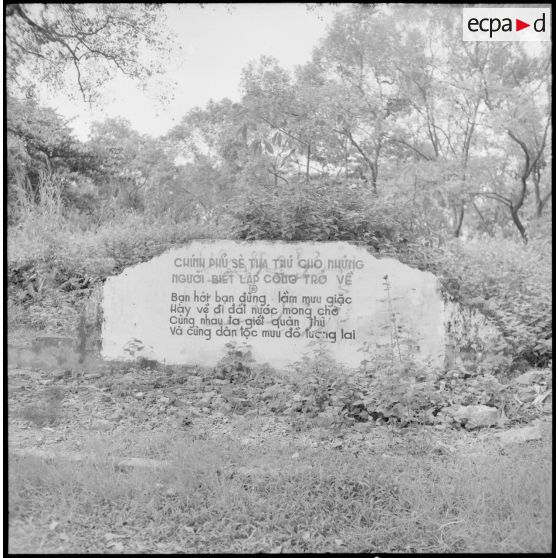 ecpad
CHÍNH PHỦ SẼ THA THỨ CHO NHỮNG
NGƯỜI BIẾT LẬP CÔNG TRỞ VỀ
Bạn hỡi bạn đừng lầm mưu giặc
Hãy về đi đất nước mong chờ
Cùng nhau ta giết quân thù
Và cùng dân tộc mưu đồ tương lai